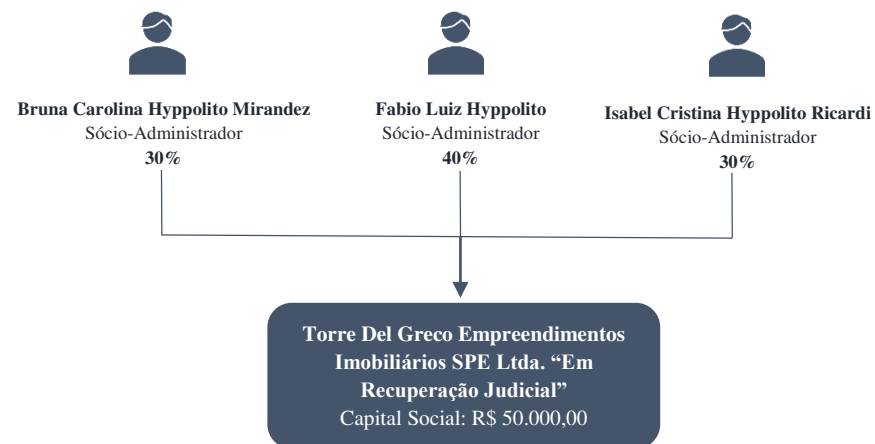 Bruna Carolina Hyppolito Mirandez
Sócio-Administrador
30%
Fabio Luiz Hyppolito
Sócio-Administrador
40%
Isabel Cristina Hyppolito Ricardi
Sócio-Administrador
30%
Torre Del Greco Empreendimentos
Imobiliários SPE Ltda. “Em
Recuperação Judicial”
Capital Social: R$ 50.000,00